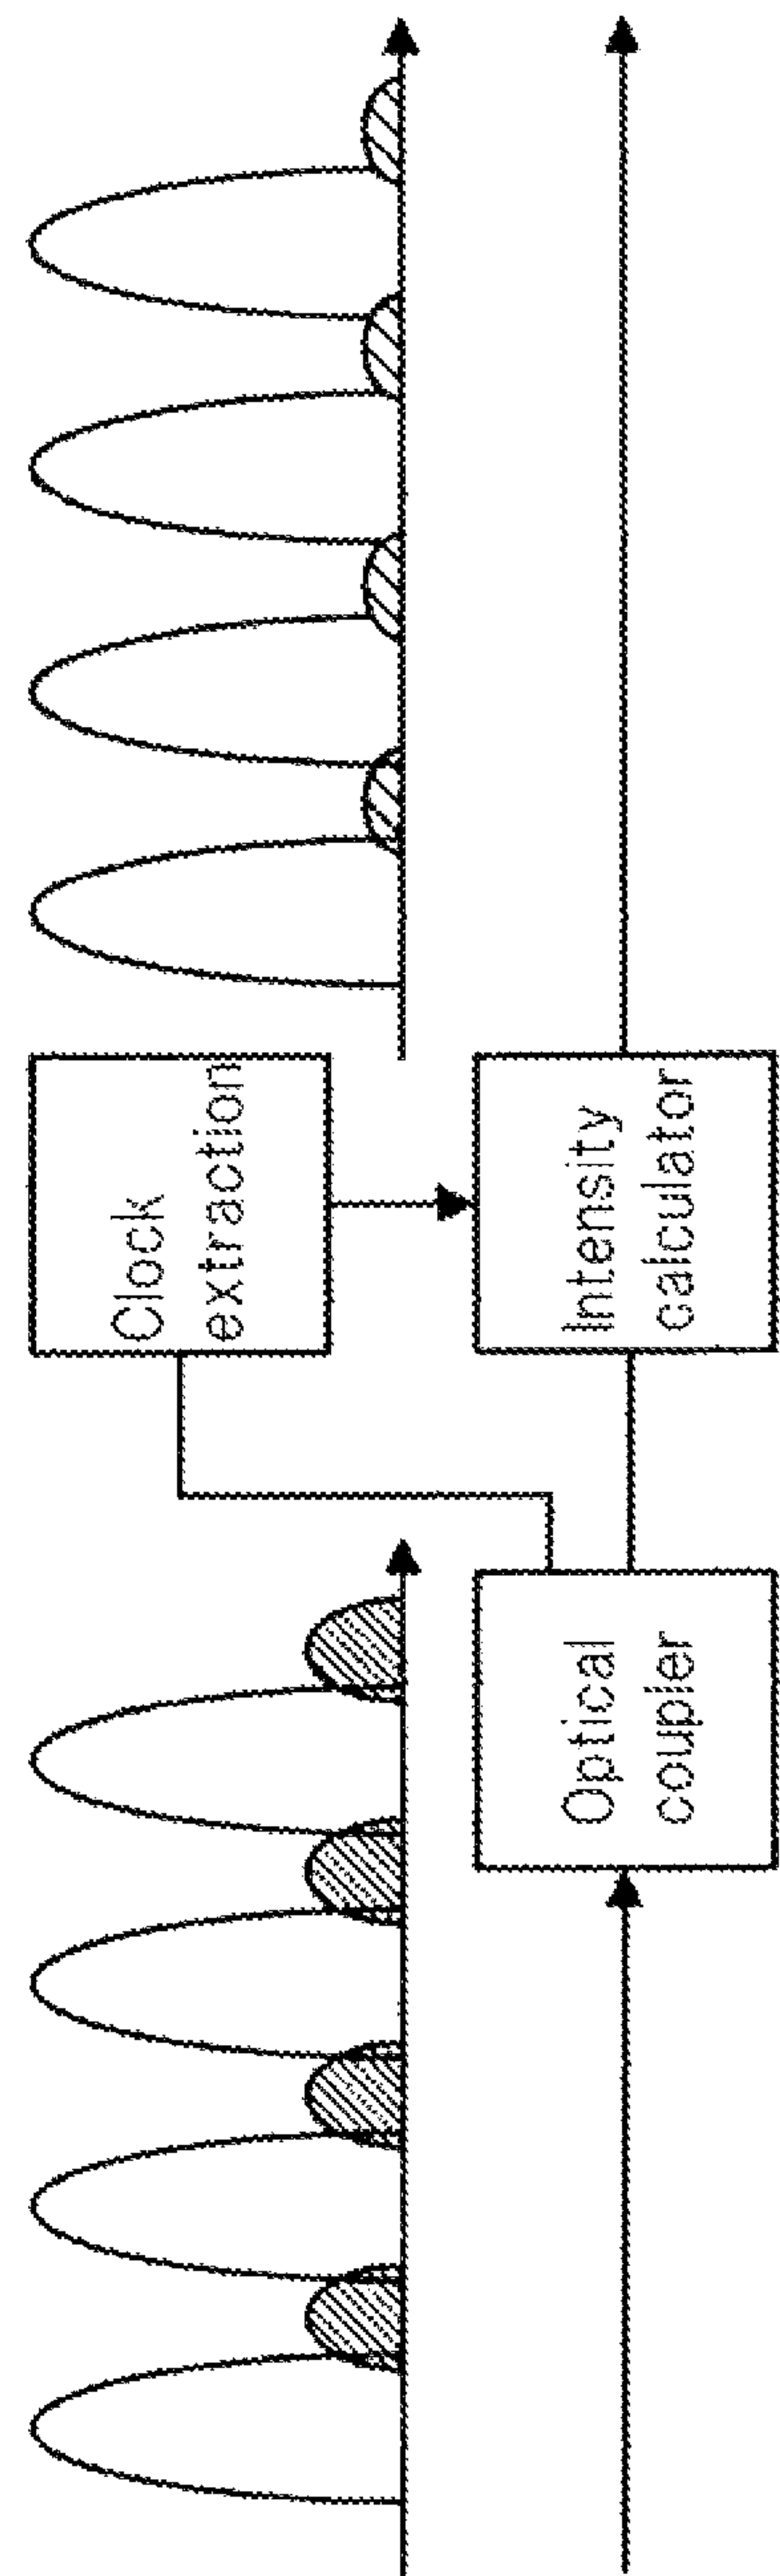 Clock
extraction
Intensity
calculator
Optical
coupler